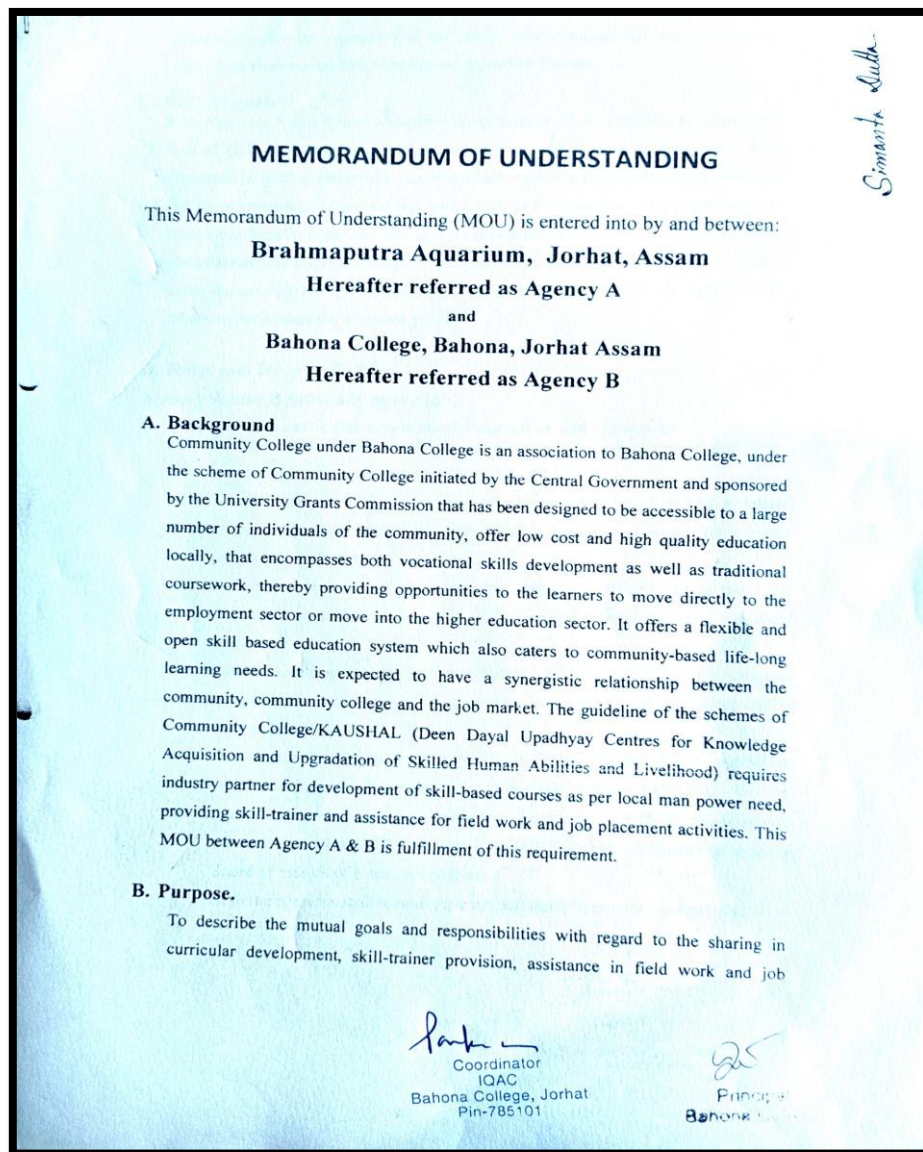 Simanta Dutta
MEMORANDUM OF UNDERSTANDING
This Memorandum of Understanding (MOU) is entered into by and between:
Brahmaputra Aquarium, Jorhat, Assam
Hereafter referred as Agency A
and
Bahona College, Bahona, Jorhat Assam
Hereafter referred as Agency B
A. Background
Community College under Bahona College is an association to Bahona College, under
the scheme of Community College initiated by the Central Government and sponsored
by the University Grants Commission that has been designed to be accessible to a large
number of individuals of the community, offer low cost and high quality education
locally, that encompasses both vocational skills development as well as traditional
coursework, thereby providing opportunities to the learners to move directly to the
employment sector or move into the higher education sector. It offers a flexible and
open skill based education system which also caters to community-based life-long
learning needs. It is expected to have a synergistic relationship between the
community, community college and the job market. The guideline of the schemes of
Community College/KAUSHAL (Deen Dayal Upadhyay Centres for Knowledge
Acquisition and Upgradation of Skilled Human Abilities and Livelihood) requires
industry partner for development of skill-based courses as per local man power need,
providing skill-trainer and assistance for field work and job placement activities. This
MOU between Agency A & B is fulfillment of this requirement.
B. Purpose.
To describe the mutual goals and responsibilities with regard to the sharing in
curricular development, skill-trainer provision, assistance in field work and job
Coordinator
IQAC
Bahona College, Jorhat
Pin-785101
Principal
Bahona